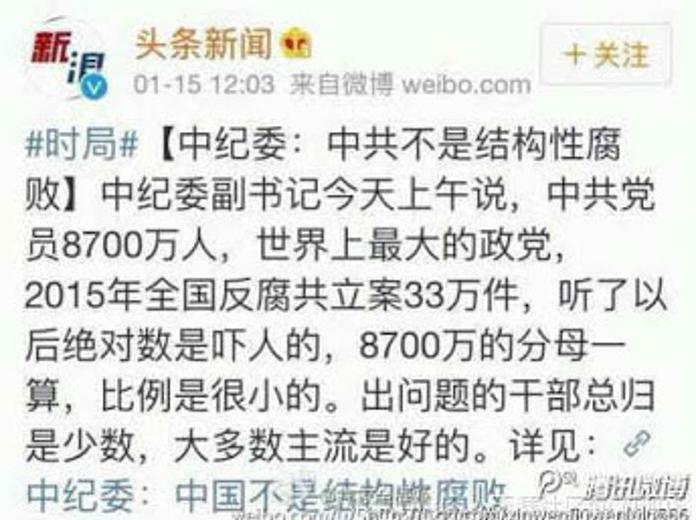 新浪
头条新闻
+关注
01-15 12:03 来自微博 weibo.com
#时局#【中纪委：中共不是结构性腐
败】中纪委副书记今天上午说，中共党
员8700万人，世界上最大的政党，
2015年全国反腐共立案33万件，听了以
后绝对数是吓人的，8700万的分母一
算，比例是很小的。出问题的干部总归
是少数，大多数主流是好的。详见：
中纪委：中国不是结构性腐败
腾讯微博